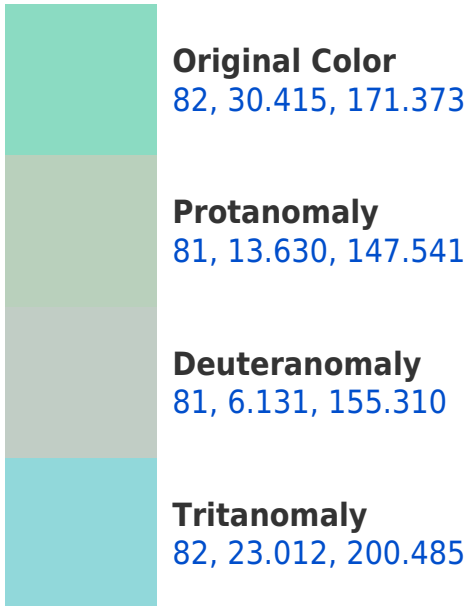 Original Color
82, 30.415, 171.373
Protanomaly
81, 13.630, 147.541
Deuteranomaly
81, 6.131, 155.310
Tritanomaly
82, 23.012, 200.485